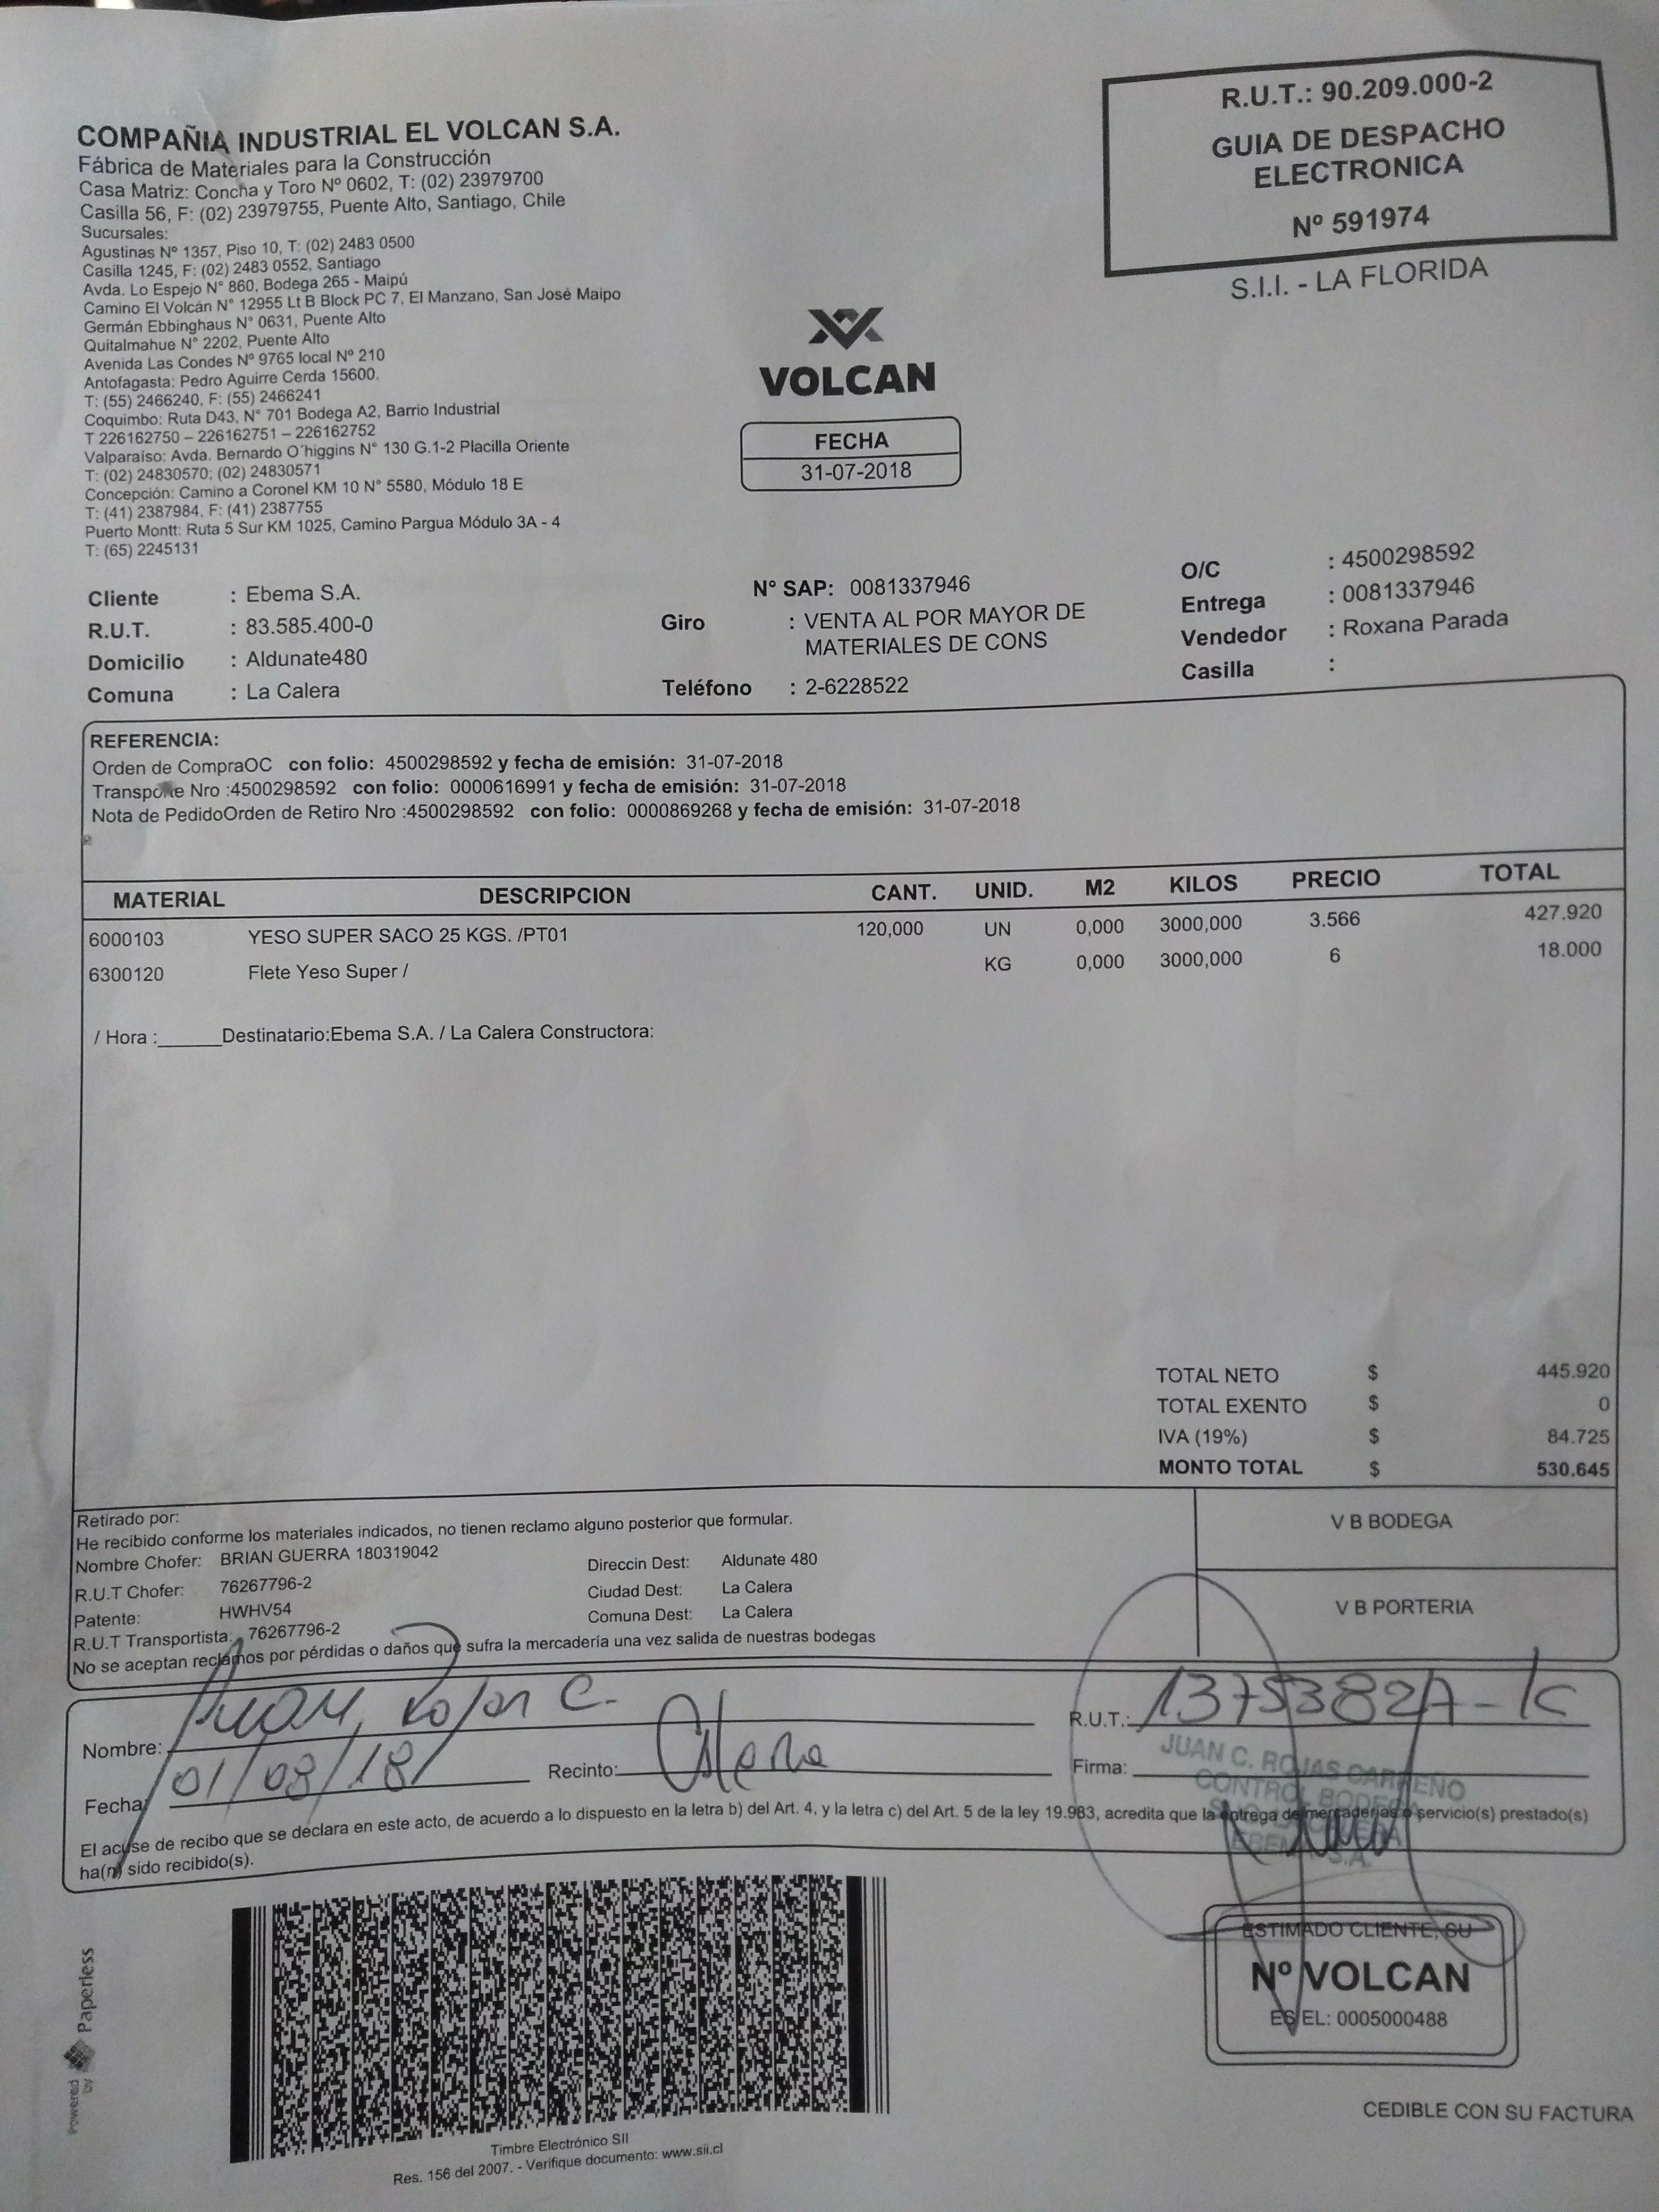 COMPAÑIA INDUSTRIAL EL VOLCAN S.A.
Fábrica de Materiales para la Construcción
Casa Matriz: Concha y Toro Nº 0602, T: (02) 23979700
Casilla 56, F: (02) 23979755, Puente Alto, Santiago, Chile
Sucursales:
Agustinas Nº 1357, Piso 10, T: (02) 2483 0500
Casilla 1245, F: (02) 2483 0552, Santiago
Avda. Lo Espejo N° 860, Bodega 265 - Maipú
Camino El Volcán N° 12955 Lt B Block PC 7, El Manzano, San José Maipo
Germán Ebbinghaus N° 0631, Puente Alto
Quitalmahue N° 2202, Puente Alto
Avenida Las Condes Nº 9765 local Nº 210
Antofagasta: Pedro Aguirre Cerda 15600.
T: (55) 2466240, F: (55) 2466241
Coquimbo: Ruta D43, N° 701 Bodega A2, Barrio Industrial
T 226162750 – 226162751 – 226162752
Valparaiso: Avda. Bernardo O´higgins N° 130 G.1-2 Placilla Oriente
T: (02) 24830570; (02) 24830571
Concepción: Camino a Coronel KM 10 N° 5580, Módulo 18 E
T: (41) 2387984, F: (41) 2387755
Puerto Montt: Ruta 5 Sur KM 1025, Camino Pargua Módulo 3A - 4
T: (65) 2245131
R.U.T.: 90.209.000-2
GUIA DE DESPACHO
ELECTRONICA
Nº 591974
S.I.I. - LA FLORIDA
VOLCAN
FECHA
31-07-2018
Cliente : Ebema S.A.
R.U.T. : 83.585.400-0
Domicilio : Aldunate480
Comuna : La Calera
N° SAP: 0081337946
Giro : VENTA AL POR MAYOR DE
MATERIALES DE CONS
Teléfono : 2-6228522
O/C : 4500298592
Entrega : 0081337946
Vendedor : Roxana Parada
Casilla :
REFERENCIA:
Orden de CompraOC con folio: 4500298592 y fecha de emisión: 31-07-2018
Transporte Nro :4500298592 con folio: 0000616991 y fecha de emisión: 31-07-2018
Nota de PedidoOrden de Retiro Nro :4500298592 con folio: 0000869268 y fecha de emisión: 31-07-2018
MATERIAL DESCRIPCION CANT. UNID. M2 KILOS PRECIO TOTAL
6000103 YESO SUPER SACO 25 KGS. /PT01 120,000 UN 0,000 3000,000 3.566 427.920
6300120 Flete Yeso Super / KG 0,000 3000,000 6 18.000
/ Hora :______Destinatario:Ebema S.A. / La Calera Constructora:
TOTAL NETO $ 445.920
TOTAL EXENTO $ 0
IVA (19%) $ 84.725
MONTO TOTAL $ 530.645
Retirado por:
He recibido conforme los materiales indicados, no tienen reclamo alguno posterior que formular.
Nombre Chofer: BRIAN GUERRA 180319042
R.U.T Chofer: 76267796-2
Patente: HWHV54
R.U.T Transportista: 76267796-2
Direccin Dest: Aldunate 480
Ciudad Dest: La Calera
Comuna Dest: La Calera
No se aceptan reclamos por pérdidas o daños que sufra la mercadería una vez salida de nuestras bodegas
V B BODEGA
V B PORTERIA
Nombre: Juan Rojas C.
R.U.T.: 13753827-K
Fecha: 01/08/18
Recinto: Calera
Firma:
JUAN C. ROJAS CARREÑO
CONTROL BODEGA
EBEMA S.A.
El acuse de recibo que se declara en este acto, de acuerdo a lo dispuesto en la letra b) del Art. 4, y la letra c) del Art. 5 de la ley 19.983, acredita que la entrega de mercaderias o servicio(s) prestado(s)
ha(n) sido recibido(s).
ESTIMADO CLIENTE, SU
Nº VOLCAN
ES EL: 0005000488
Powered by Paperless
Timbre Electrónico SII
Res. 156 del 2007. - Verifique documento: www.sii.cl
CEDIBLE CON SU FACTURA